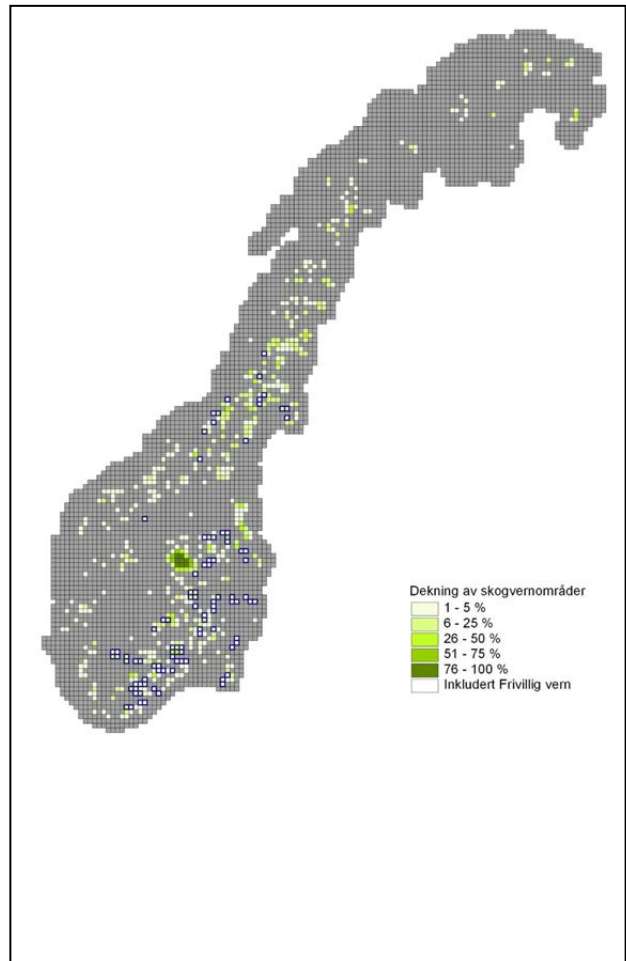 Dekning av skogvernområder
1 - 5 %
6 - 25 %
26 - 50 %
51 - 75 %
76 - 100 %
Inkludert Frivillig vern